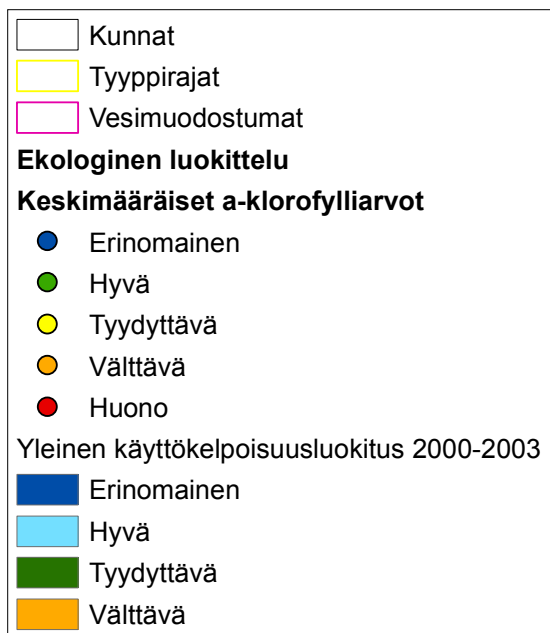 Kunnat
Tyyppirajat
Vesimuodostumat
Ekologinen luokittelu
Keskimääräiset a-klorofylliarvot
Erinomainen
Hyvä
Tyydyttävä
Välttävä
Huono
Yleinen käyttökelpoisuusluokitus 2000-2003
Erinomainen
Hyvä
Tyydyttävä
Välttävä